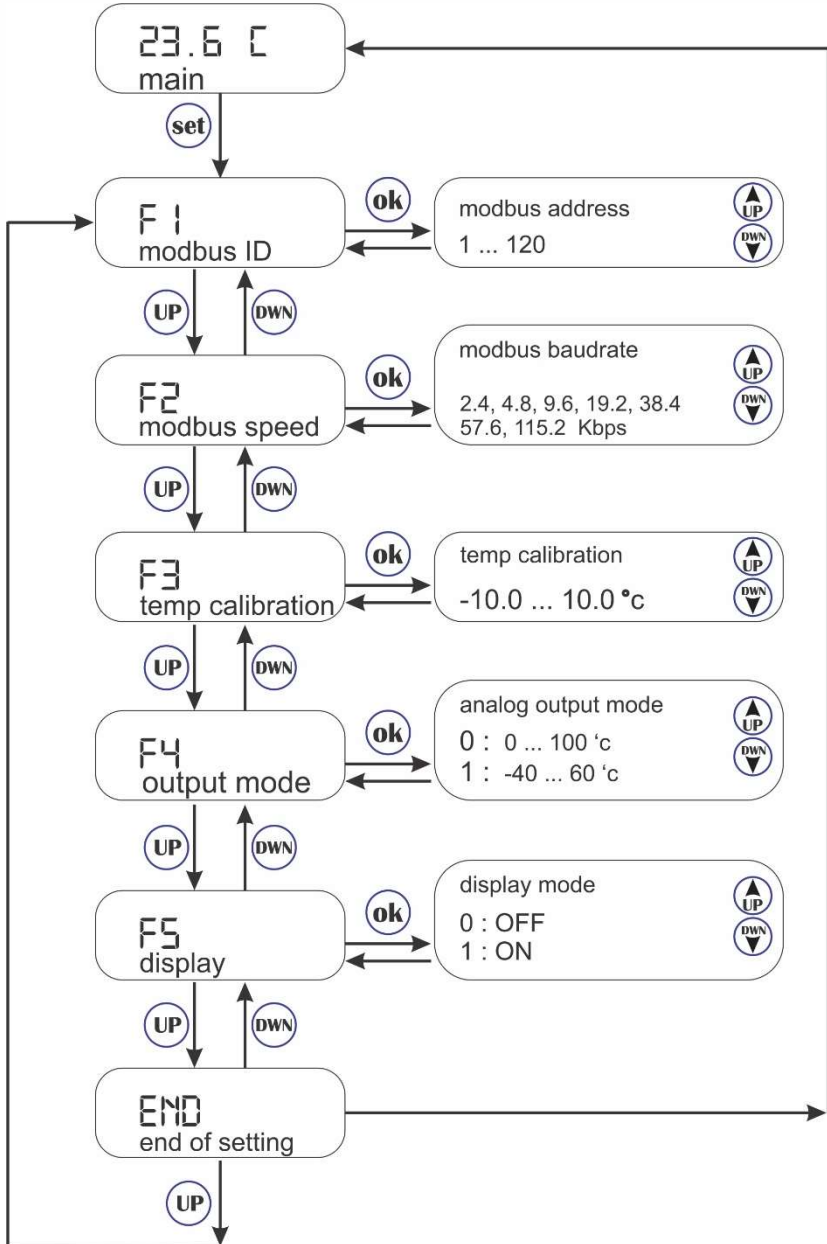 23.6 C
main
set
F1
modbus ID
ok
modbus address
1 ... 120
UP
DWN
UP
DWN
F2
modbus speed
ok
modbus baudrate
2.4, 4.8, 9.6, 19.2, 38.4
57.6, 115.2 Kbps
UP
DWN
UP
DWN
F3
temp calibration
ok
temp calibration
-10.0 ... 10.0 °c
UP
DWN
UP
DWN
F4
output mode
ok
analog output mode
0 : 0 ... 100 ‘c
1 : -40 ... 60 ‘c
UP
DWN
UP
DWN
F5
display
ok
display mode
0 : OFF
1 : ON
UP
DWN
UP
DWN
END
end of setting
UP